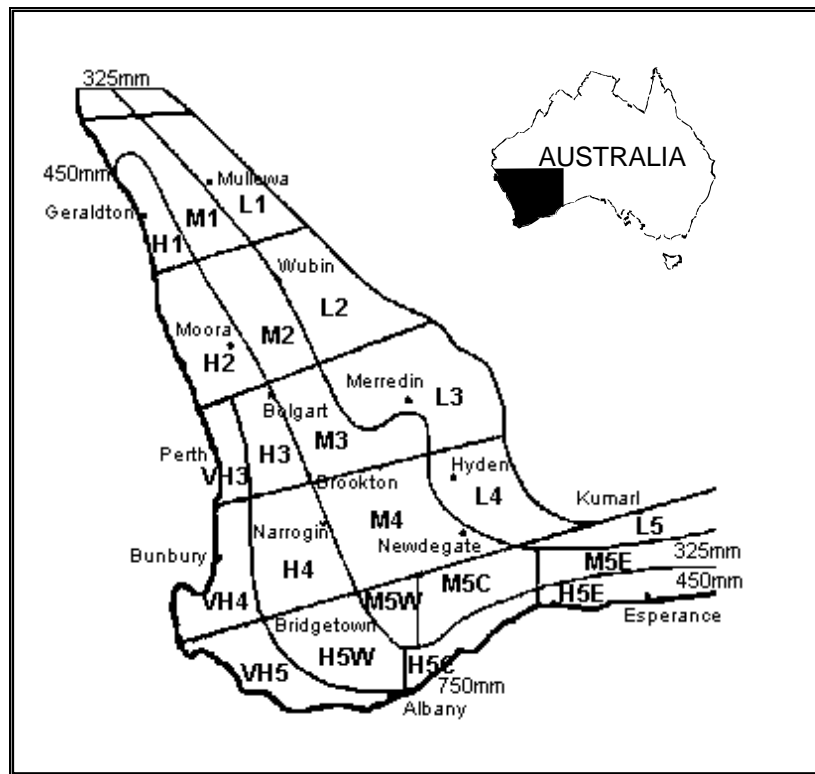 325mm
AUSTRALIA
450mm
Mullewa
Geraldton
M1
L1
H1
Wubin
L2
Moora
M2
H2
Merredin
L3
Bolgart
M3
Perth
H3
VH3
Hyden
Brookton
L4
Kumarl
Narrogin
M4
L5
Newdegate
Bunbury
325mm
H4
M5E
M5C
450mm
VH4
M5W
H5E
Esperance
Bridgetown
H5W
H5C
VH5
750mm
Albany